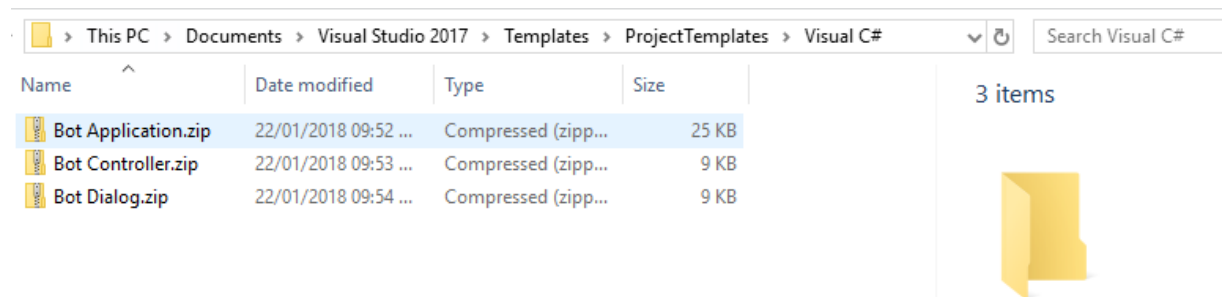 This PC > Documents > Visual Studio 2017 > Templates > ProjectTemplates > Visual C# Search Visual C#
Name Date modified Type Size
3 items
Bot Application.zip 22/01/2018 09:52 ... Compressed (zipp... 25 KB
Bot Controller.zip 22/01/2018 09:53 ... Compressed (zipp... 9 KB
Bot Dialog.zip 22/01/2018 09:54 ... Compressed (zipp... 9 KB